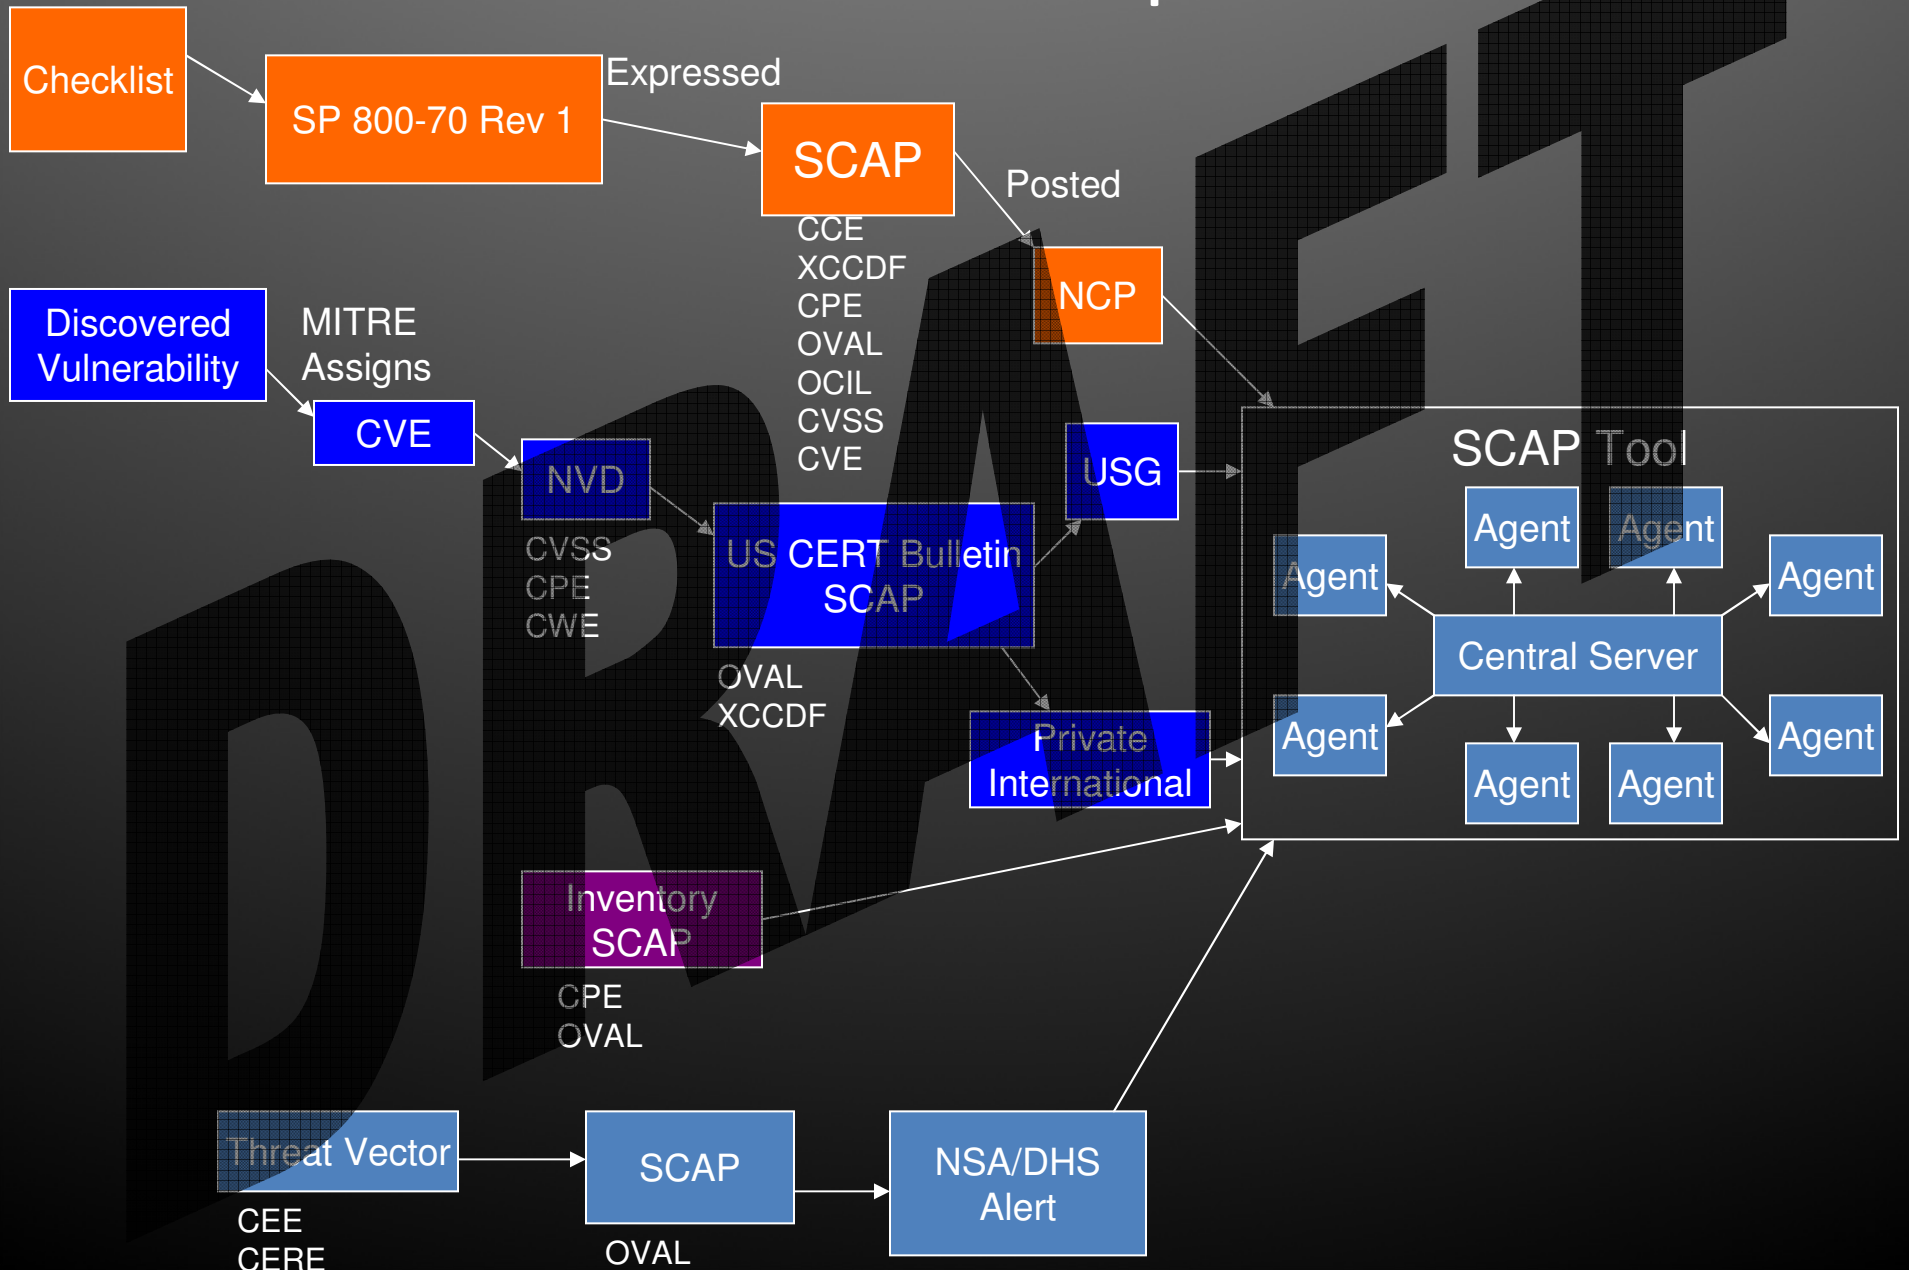 Checklist
SP 800-70 Rev 1
Expressed
SCAP
CCE
XCCDF
CPE
OVAL
OCIL
CVSS
CVE
Posted
NCP
Discovered
Vulnerability
MITRE
Assigns
CVE
NVD
CVSS
CPE
CWE
US CERT Bulletin
SCAP
OVAL
XCCDF
USG
Private
International
SCAP Tool
Agent
Agent
Agent
Agent
Central Server
Agent
Agent
Agent
Agent
Inventory
SCAP
CPE
OVAL
Threat Vector
CEE
CERE
SCAP
OVAL
NSA/DHS
Alert
DRAFT